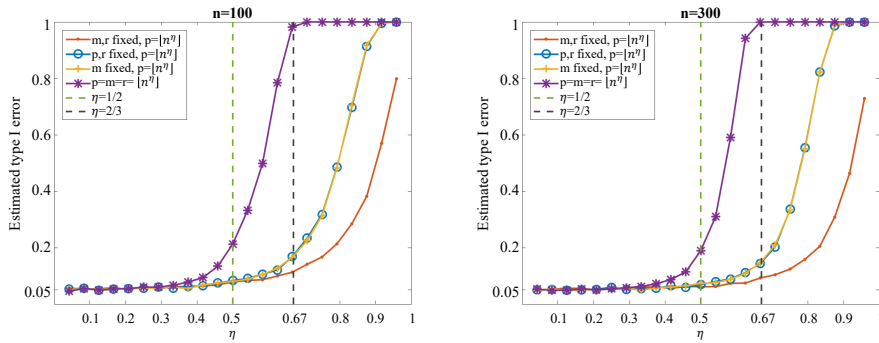 n=100
Estimated type I error
1
0.8
0.6
0.4
0.2
0.05
m,r fixed, p=⌊n^η⌋
p,r fixed, p=⌊n^η⌋
m fixed, p=⌊n^η⌋
p=m=r= ⌊n^η⌋
η=1/2
η=2/3
0.1 0.2 0.3 0.4 0.5 0.67 0.8 0.9 1
η
n=300
Estimated type I error
1
0.8
0.6
0.4
0.2
0.05
m,r fixed, p=⌊n^η⌋
p,r fixed, p=⌊n^η⌋
m fixed, p=⌊n^η⌋
p=m=r= ⌊n^η⌋
η=1/2
η=2/3
0.1 0.2 0.3 0.4 0.5 0.67 0.8 0.9
η